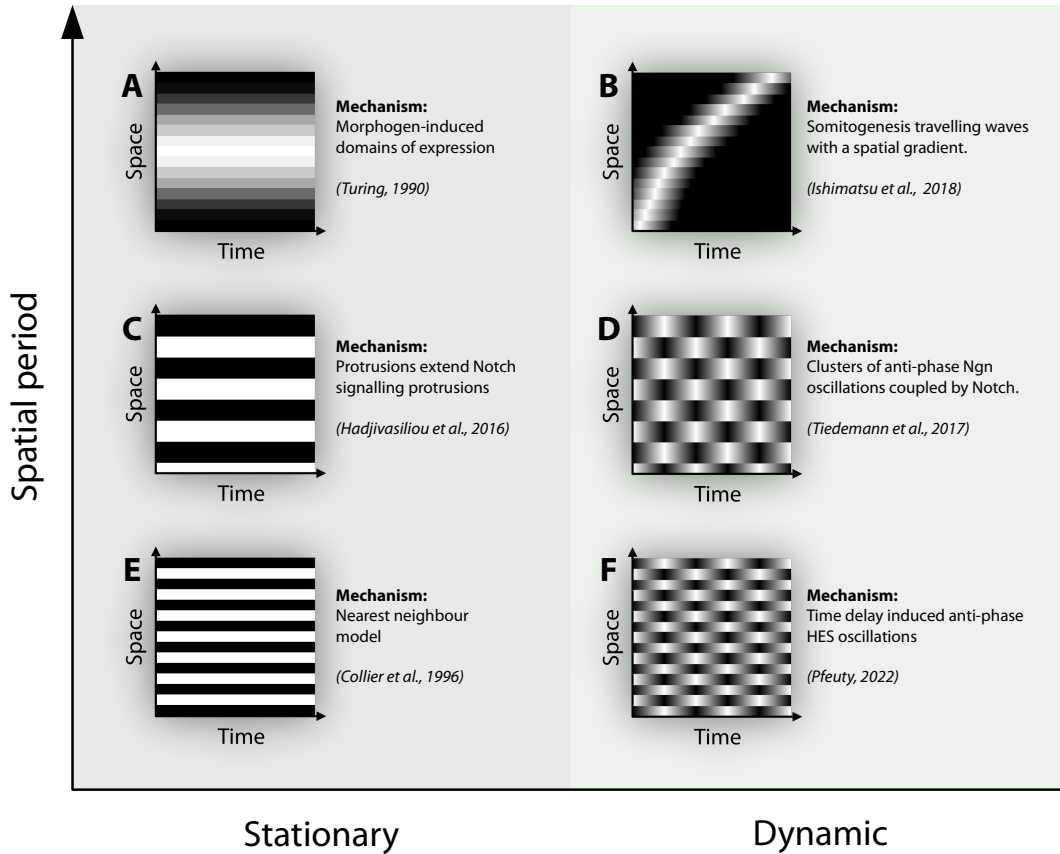 Spatial period
A
Space
Time
Mechanism:
Morphogen-induced
domains of expression
(Turing, 1990)
B
Space
Time
Mechanism:
Somitogenesis travelling waves
with a spatial gradient.
(Ishimatsu et al., 2018)
C
Space
Time
Mechanism:
Protrusions extend Notch
signalling protrusions
(Hadjivasiliou et al., 2016)
D
Space
Time
Mechanism:
Clusters of anti-phase Ngn
oscillations coupled by Notch.
(Tiedemann et al., 2017)
E
Space
Time
Mechanism:
Nearest neighbour
model
(Collier et al., 1996)
F
Space
Time
Mechanism:
Time delay induced anti-phase
HES oscillations
(Pfeuty, 2022)
Stationary
Dynamic